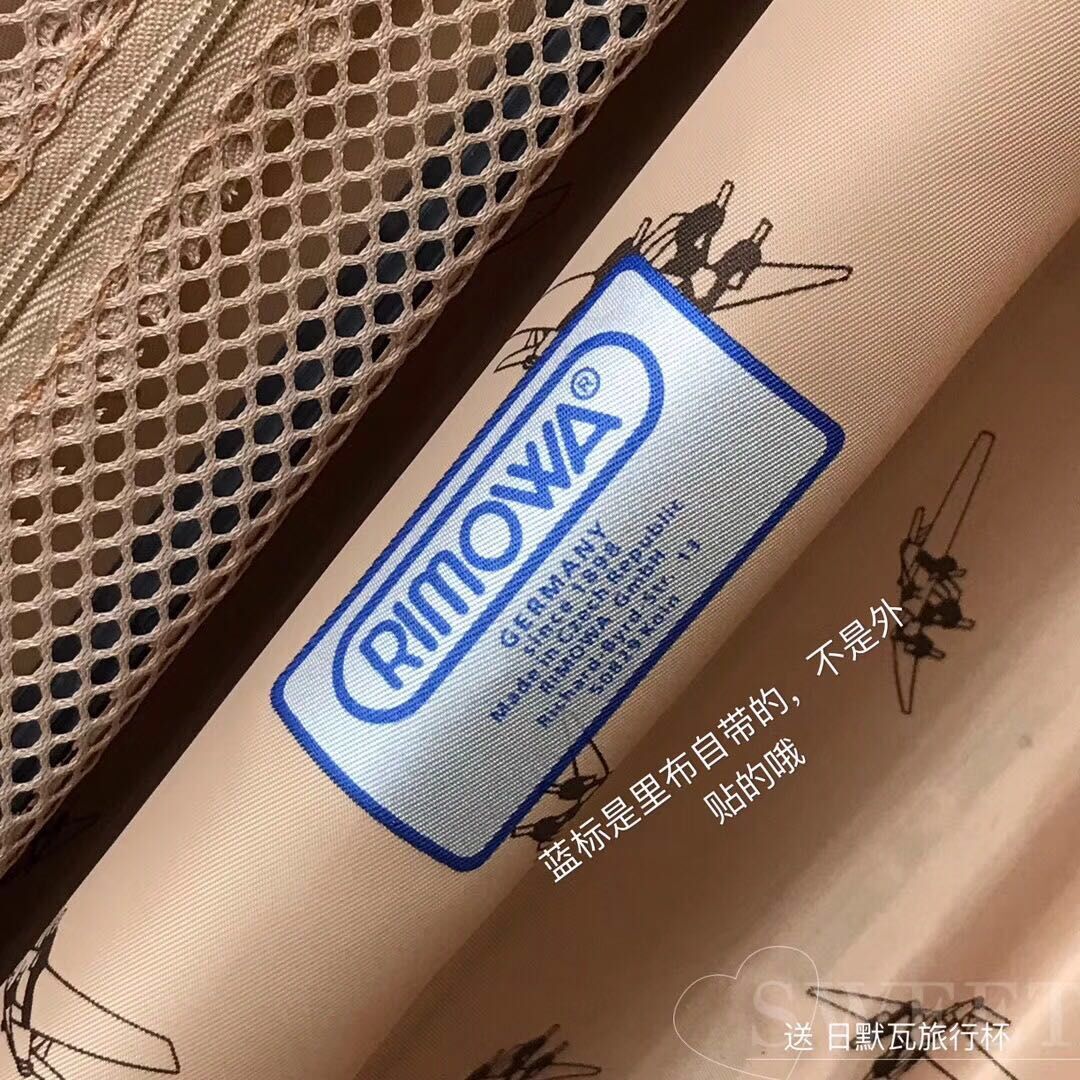 RIMOWA®
GERMANY
since 1898
Made in Czech Republic
RIMOWA GmbH
Richard-Byrd-Str. 13
50829 Köln
蓝标是里布自带的，不是外
贴的哦
SWEET
送 日默瓦旅行杯